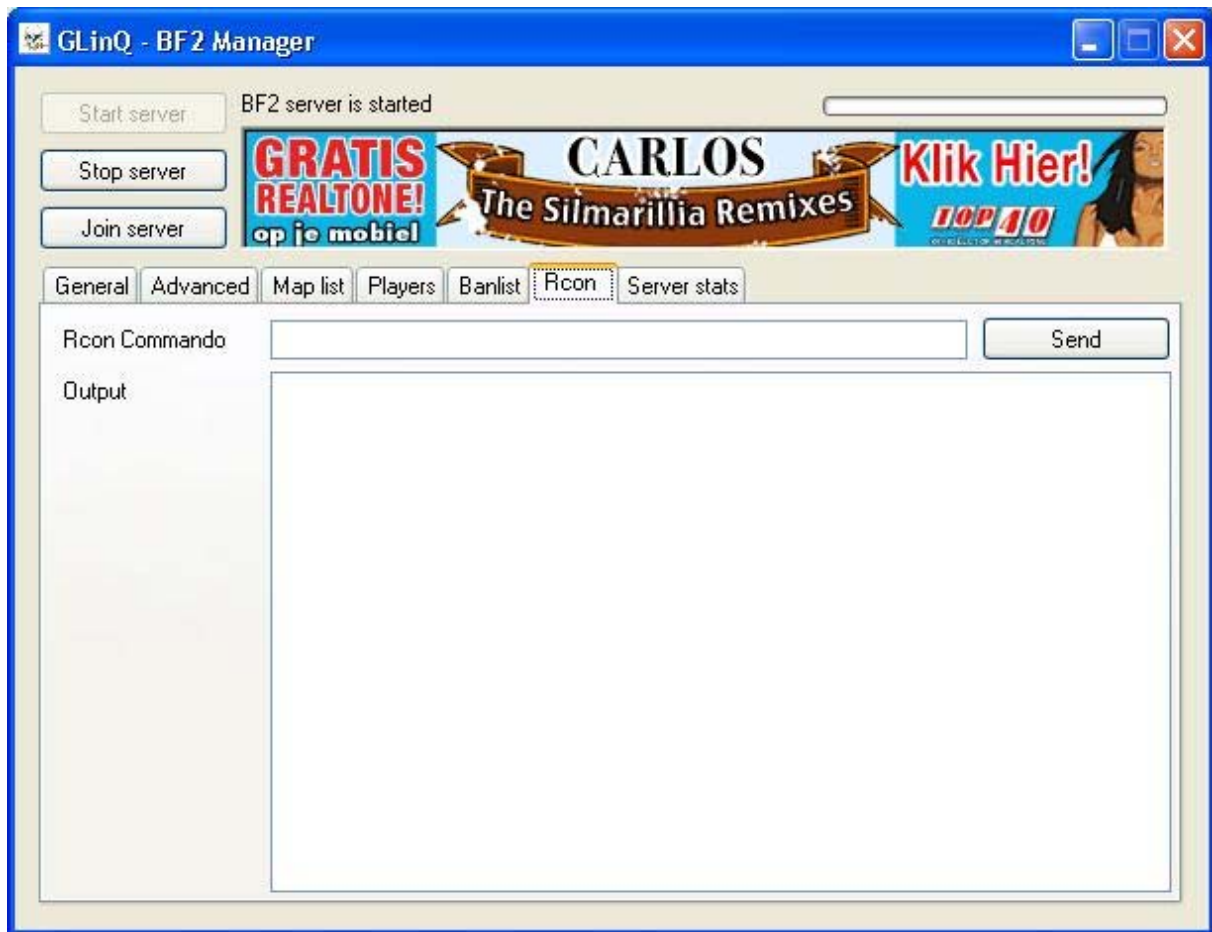 GLinQ - BF2 Manager
Start server
BF2 server is started
Stop server
Join server
GRATIS
REALTONE!
op je mobiel
CARLOS
The Silmarillia Remixes
Klik Hier!
TOP 40
General
Advanced
Map list
Players
Banlist
Rcon
Server stats
Rcon Commando
Send
Output